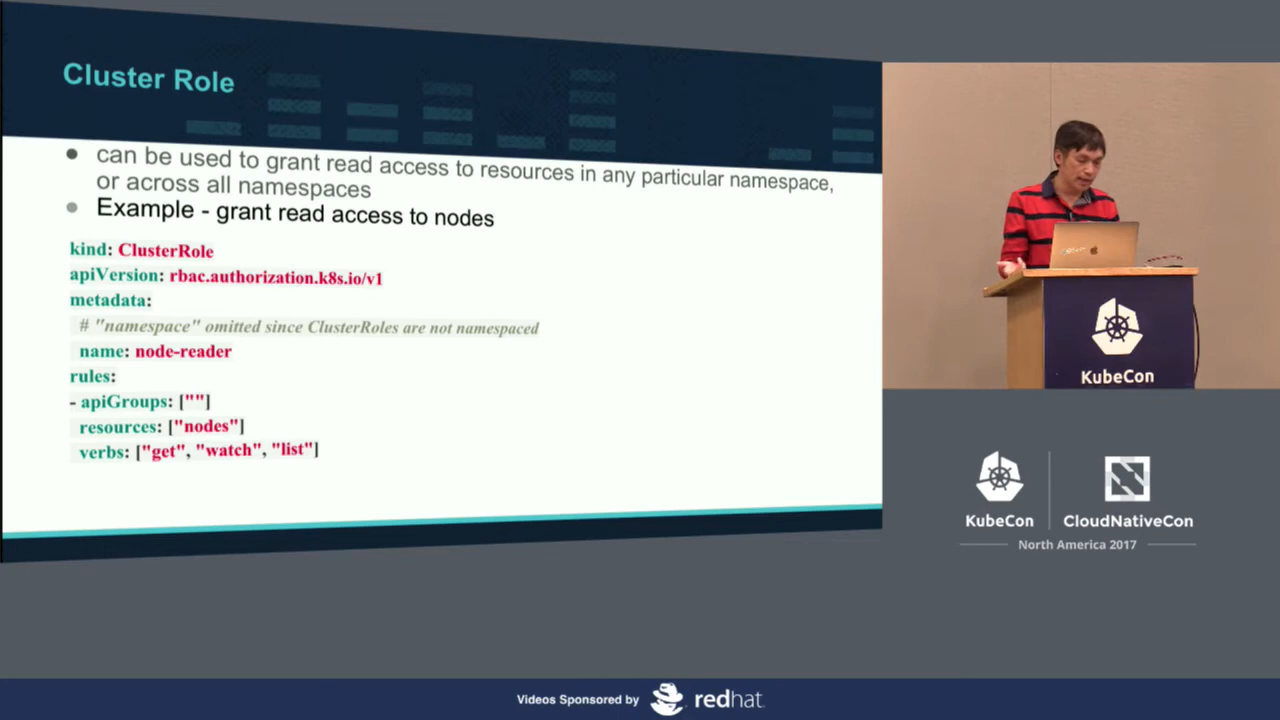 Cluster Role
● can be used to grant read access to resources in any particular namespace,
or across all namespaces
● Example - grant read access to nodes
kind: ClusterRole
apiVersion: rbac.authorization.k8s.io/v1
metadata:
# "namespace" omitted since ClusterRoles are not namespaced
name: node-reader
rules:
- apiGroups: [""]
resources: ["nodes"]
verbs: ["get", "watch", "list"]
KubeCon
KubeCon
CloudNativeCon
North America 2017
Videos Sponsored by
redhat.